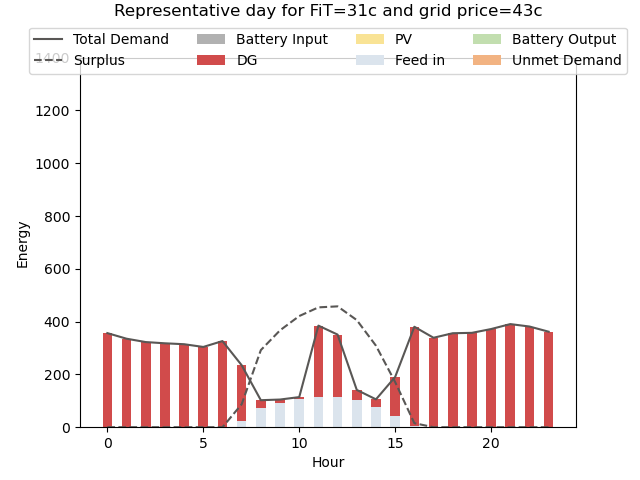 Representative day for FiT=31c and grid price=43c
Total Demand Battery Input PV Battery Output
Surplus DG Feed in Unmet Demand
1400
1200
1000
800
600
400
200
0
Energy
0 5 10 15 20
Hour